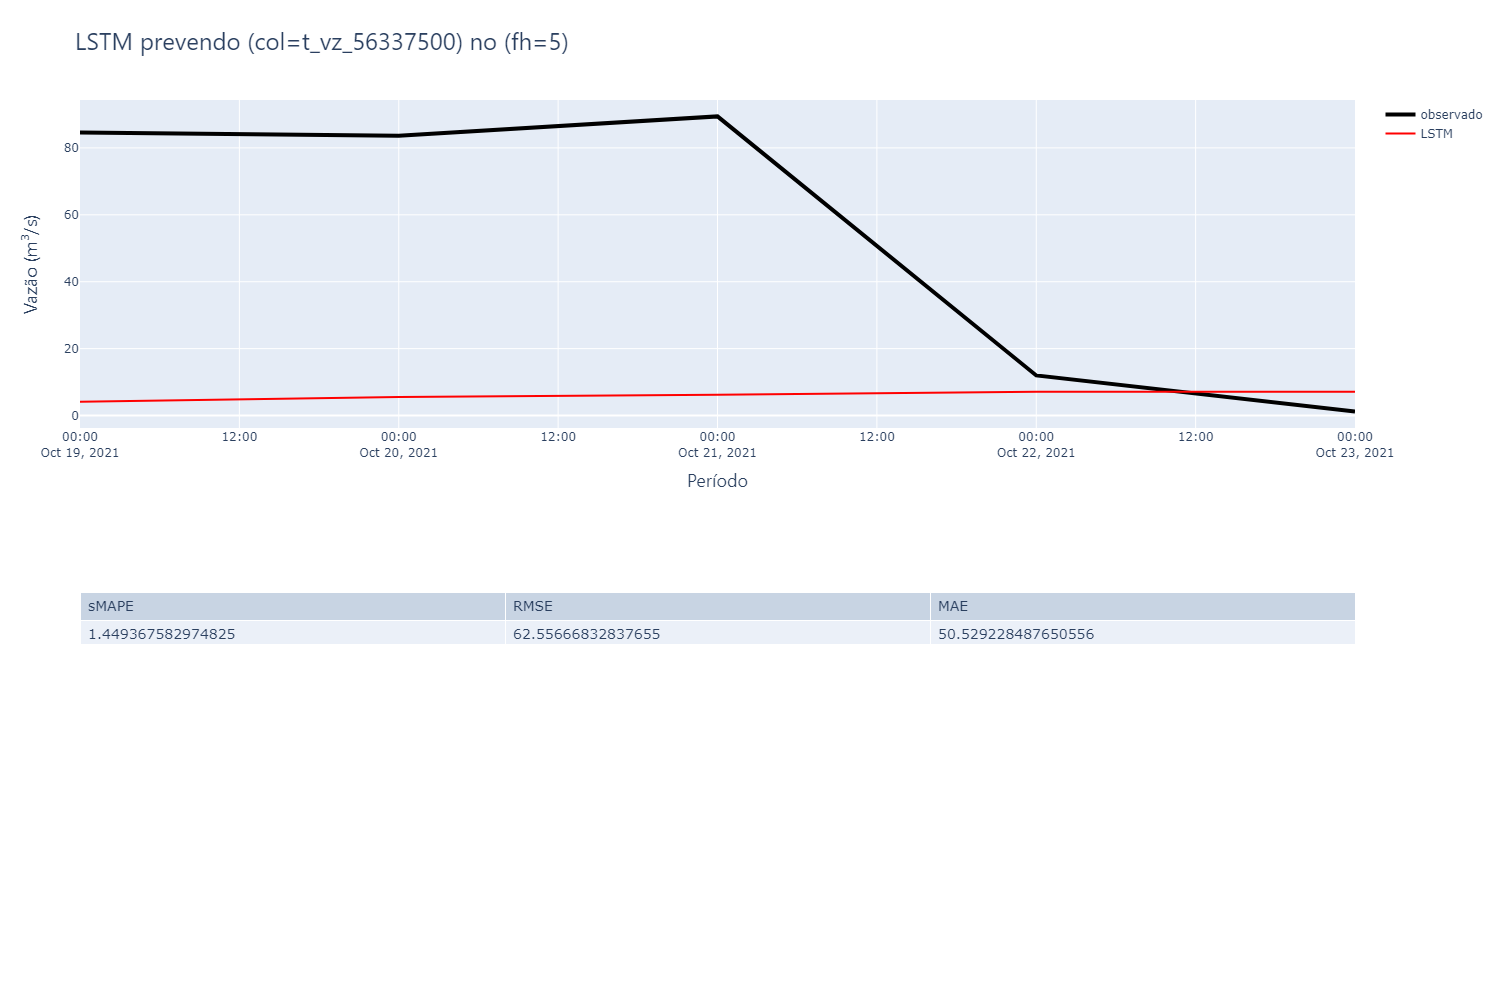 LSTM prevendo (col=t_vz_56337500) no (fh=5)
observado
LSTM
Vazão (m³/s)
80
60
40
20
0
00:00 12:00 00:00 12:00 00:00 12:00 00:00 12:00 00:00
Oct 19, 2021 Oct 20, 2021 Oct 21, 2021 Oct 22, 2021 Oct 23, 2021
Período
sMAPE RMSE MAE
1.449367582974825 62.55666832837655 50.529228487650556